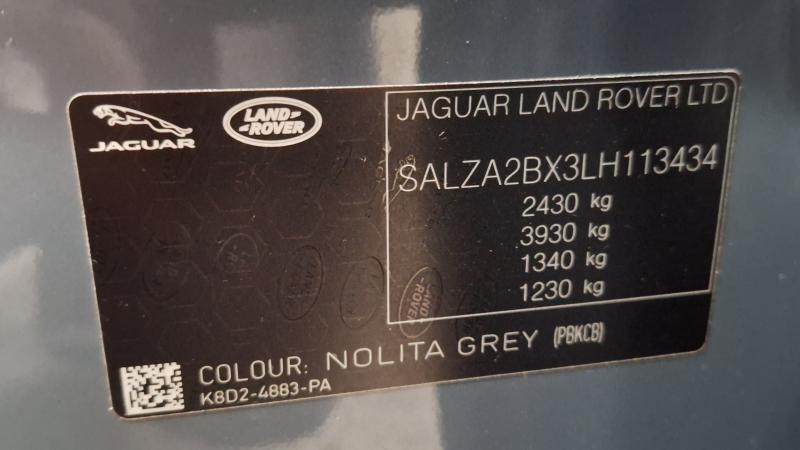 JAGUAR
LAND ROVER
JAGUAR LAND ROVER LTD
SALZA2BX3LH113434
2430 kg
3930 kg
1340 kg
1230 kg
COLOUR: NOLITA GREY (PBKCB)
K8D2-4883-PA